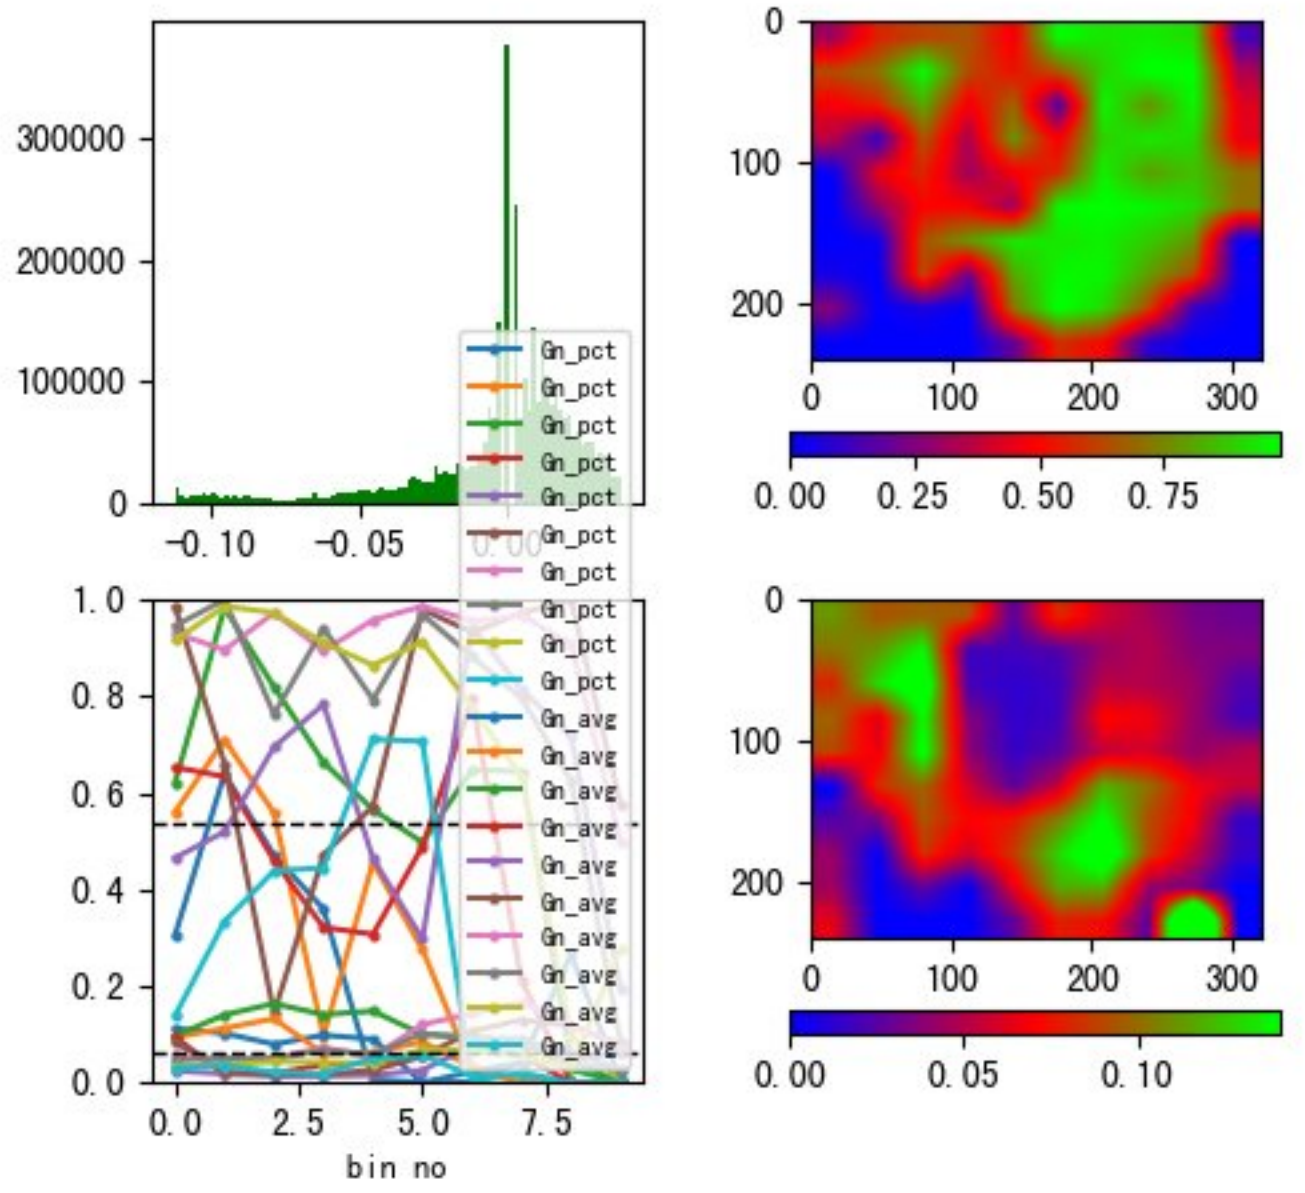 300000
200000
100000
0
-0.10 -0.05 0.00
Gn_pct
Gn_pct
Gn_pct
Gn_pct
Gn_pct
Gn_pct
Gn_pct
Gn_pct
Gn_pct
Gn_pct
Gn_avg
Gn_avg
Gn_avg
Gn_avg
Gn_avg
Gn_avg
Gn_avg
Gn_avg
Gn_avg
Gn_avg
1.0
0.8
0.6
0.4
0.2
0.0
0.0 2.5 5.0 7.5
bin no
0
100
200
0 100 200 300
0.00 0.25 0.50 0.75
0
100
200
0 100 200 300
0.00 0.05 0.10